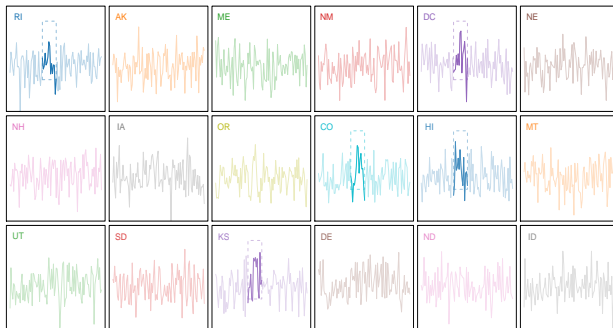 RI AK ME NM DC NE
NH IA OR CO HI MT
UT SD KS DE ND ID